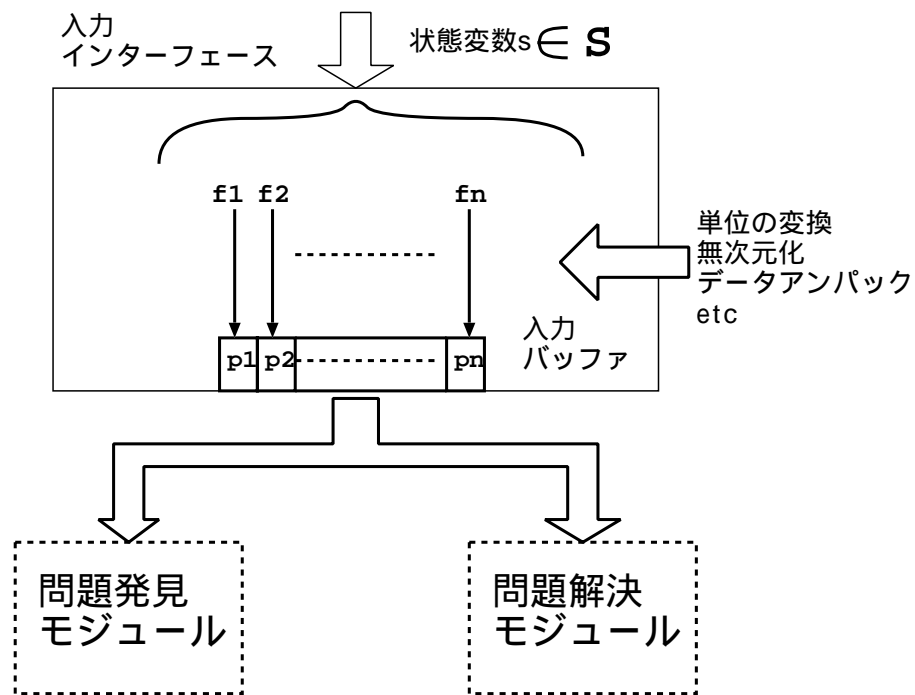 入力
インターフェース
状態変数s∈ S
f1 f2 fn
単位の変換
無次元化
データアンパック
etc
入力
バッファ
p1 p2 pn
問題発見
モジュール
問題解決
モジュール